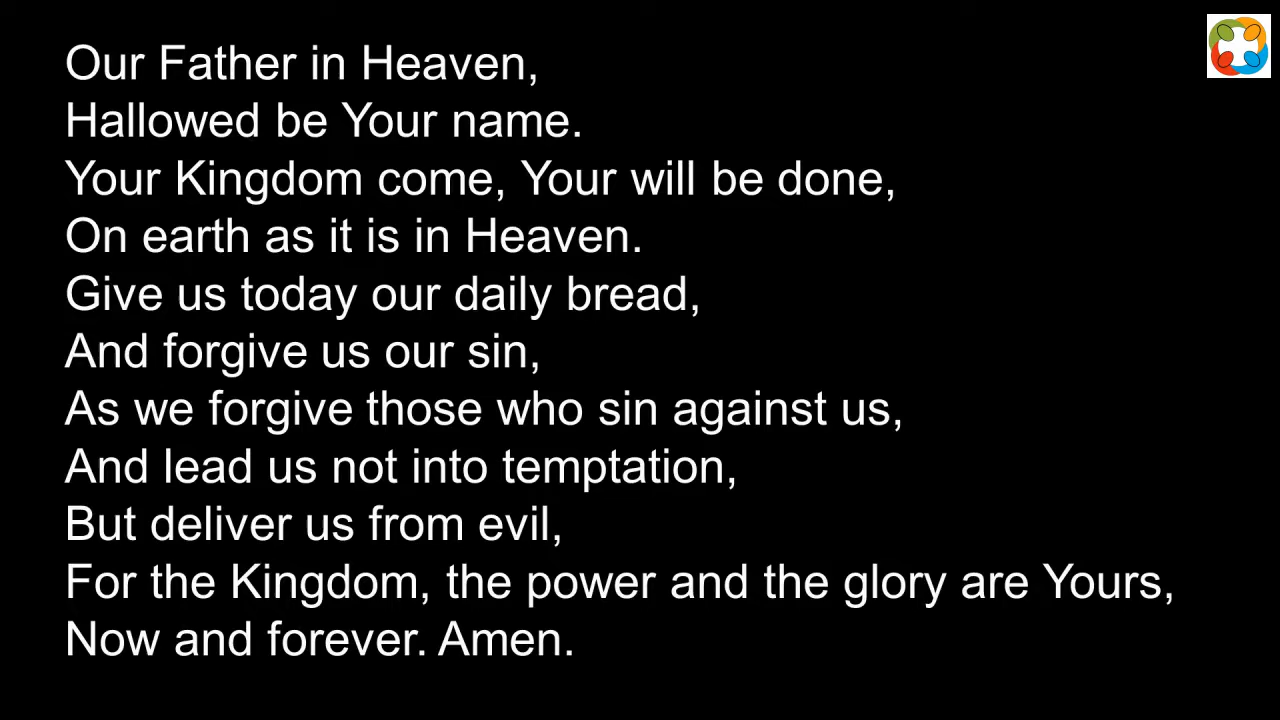 Our Father in Heaven,
Hallowed be Your name.
Your Kingdom come, Your will be done,
On earth as it is in Heaven.
Give us today our daily bread,
And forgive us our sin,
As we forgive those who sin against us,
And lead us not into temptation,
But deliver us from evil,
For the Kingdom, the power and the glory are Yours,
Now and forever. Amen.